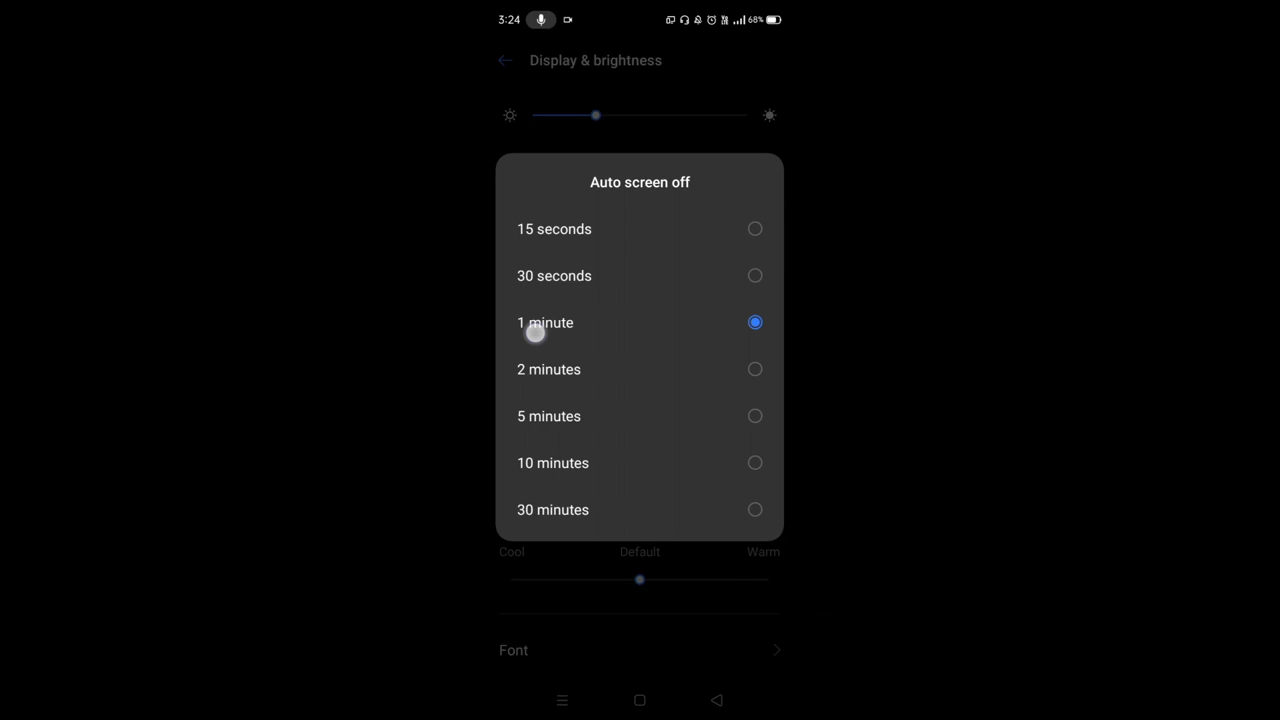 3:24 68%
Display & brightness
Auto screen off
15 seconds
30 seconds
1 minute
2 minutes
5 minutes
10 minutes
30 minutes
Cool Default Warm
Font